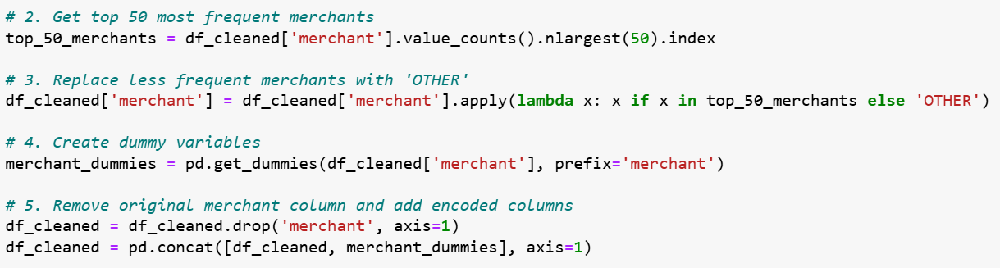 # 2. Get top 50 most frequent merchants
top_50_merchants = df_cleaned['merchant'].value_counts().nlargest(50).index
# 3. Replace less frequent merchants with 'OTHER'
df_cleaned['merchant'] = df_cleaned['merchant'].apply(lambda x: x if x in top_50_merchants else 'OTHER')
# 4. Create dummy variables
merchant_dummies = pd.get_dummies(df_cleaned['merchant'], prefix='merchant')
# 5. Remove original merchant column and add encoded columns
df_cleaned = df_cleaned.drop('merchant', axis=1)
df_cleaned = pd.concat([df_cleaned, merchant_dummies], axis=1)